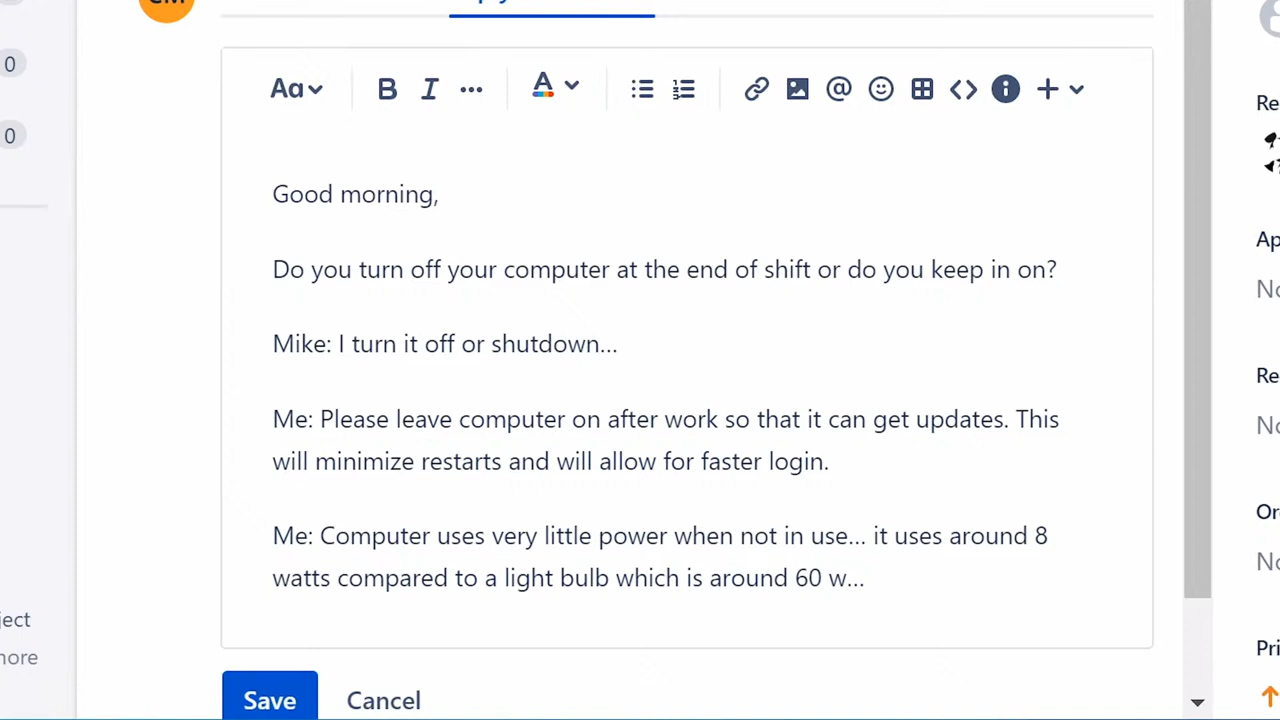 Aa B I ... A @ <> i +
0
Good morning,
0
Do you turn off your computer at the end of shift or do you keep in on?
Mike: I turn it off or shutdown...
Me: Please leave computer on after work so that it can get updates. This
will minimize restarts and will allow for faster login.
Me: Computer uses very little power when not in use... it uses around 8
watts compared to a light bulb which is around 60 w...
Save Cancel